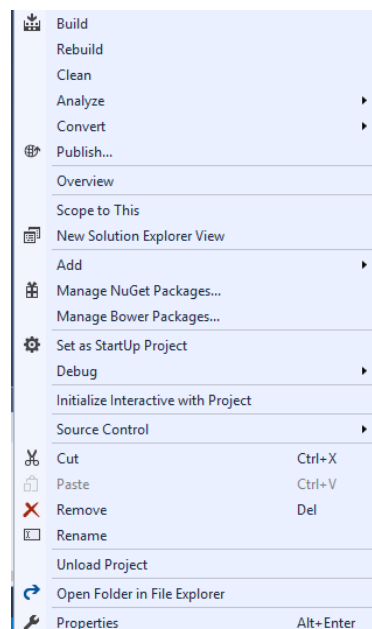 Build
Rebuild
Clean
Analyze
Convert
Publish...
Overview
Scope to This
New Solution Explorer View
Add
Manage NuGet Packages...
Manage Bower Packages...
Set as StartUp Project
Debug
Initialize Interactive with Project
Source Control
Cut Ctrl+X
Paste Ctrl+V
Remove Del
Rename
Unload Project
Open Folder in File Explorer
Properties Alt+Enter